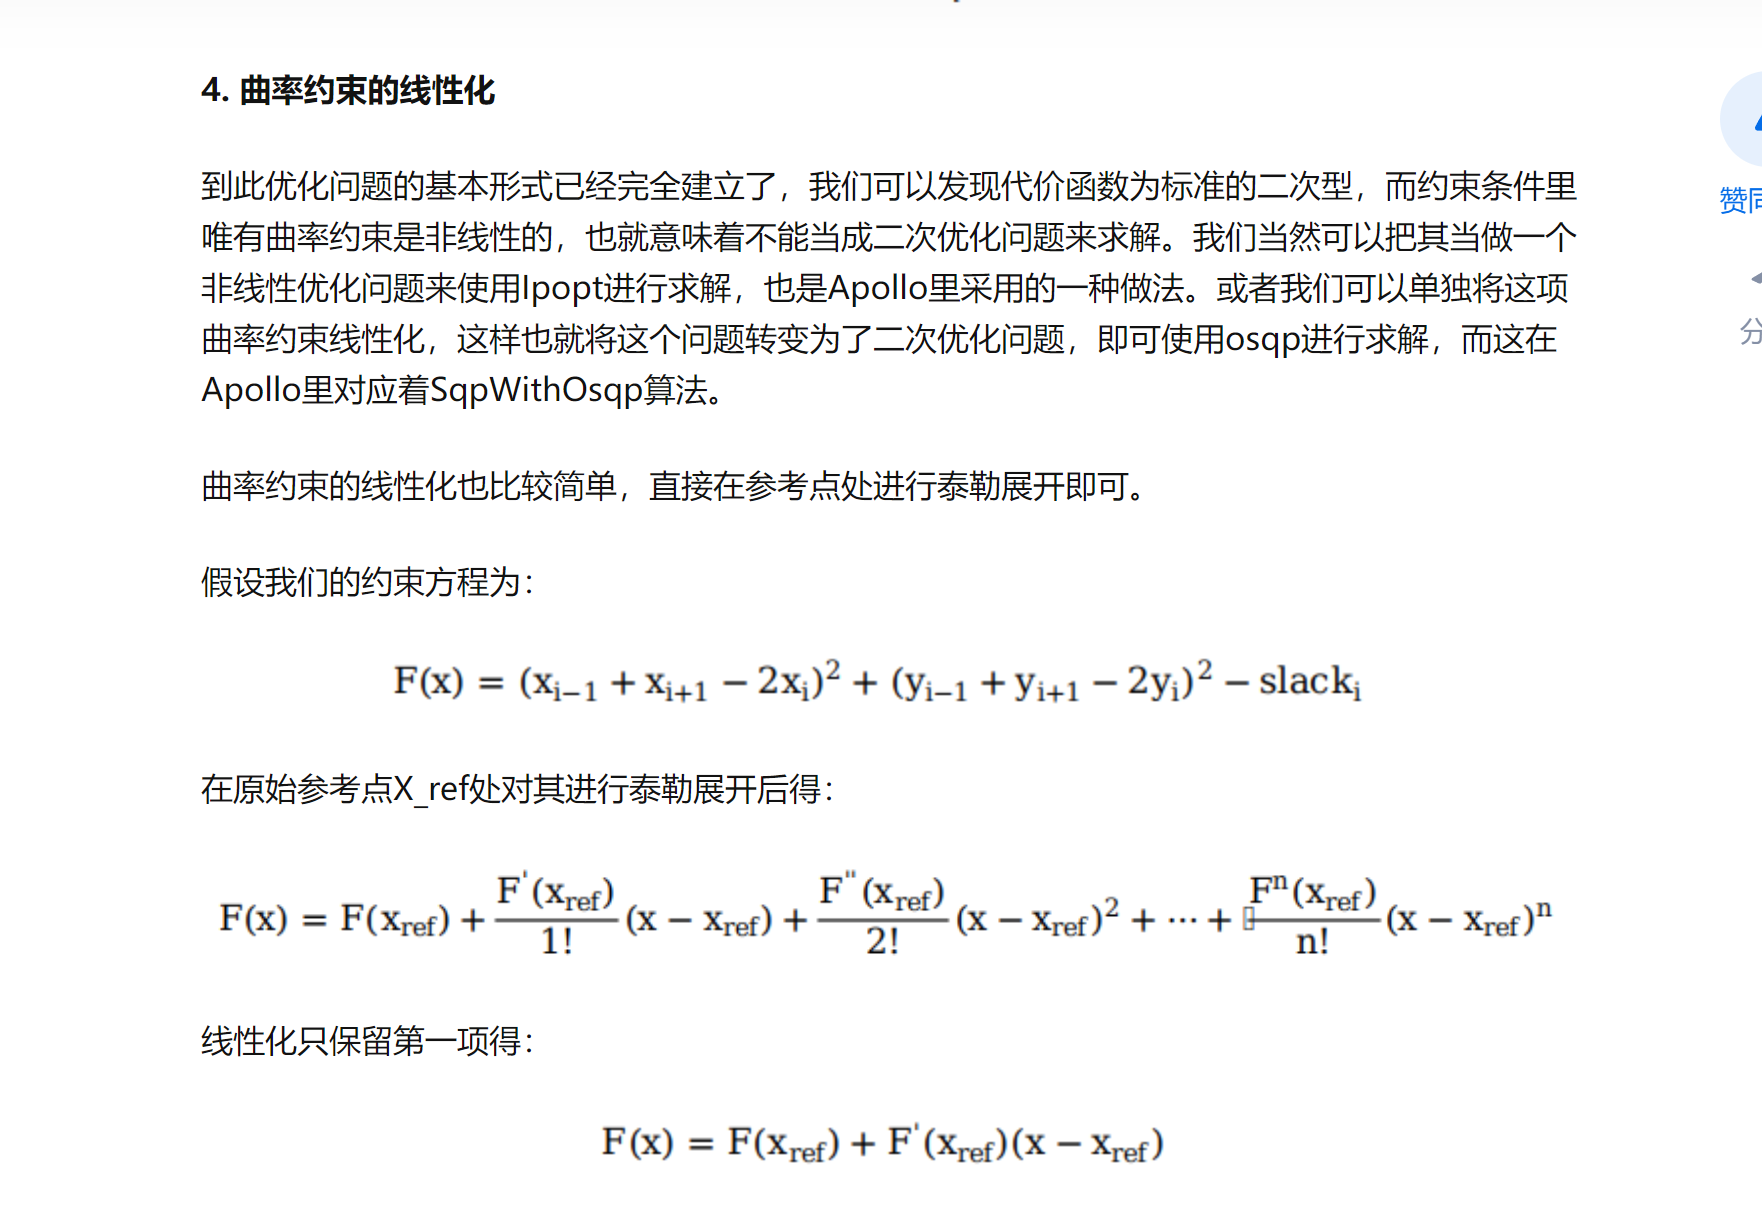 4. 曲率约束的线性化
到此优化问题的基本形式已经完全建立了，我们可以发现代价函数为标准的二次型，而约束条件里
唯有曲率约束是非线性的，也就意味着不能当成二次优化问题来求解。我们当然可以把其当做一个
非线性优化问题来使用Ipopt进行求解，也是Apollo里采用的一种做法。或者我们可以单独将这项
曲率约束线性化，这样也就将这个问题转变为了二次优化问题，即可使用osqp进行求解，而这在
Apollo里对应着SqpWithOsqp算法。
曲率约束的线性化也比较简单，直接在参考点处进行泰勒展开即可。
假设我们的约束方程为：
F(x) = (x_{i−1} + x_{i+1} − 2x_i)^2 + (y_{i−1} + y_{i+1} − 2y_i)^2 − slack_i
在原始参考点X_ref处对其进行泰勒展开后得：
F(x) = F(x_{ref}) + \frac{F^{'}(x_{ref})}{1!}(x − x_{ref}) + \frac{F^{"}(x_{ref})}{2!}(x − x_{ref})^2 + ⋯ + \frac{F^n(x_{ref})}{n!}(x − x_{ref})^n
线性化只保留第一项得：
F(x) = F(x_{ref}) + F^{'}(x_{ref})(x − x_{ref})
赞同